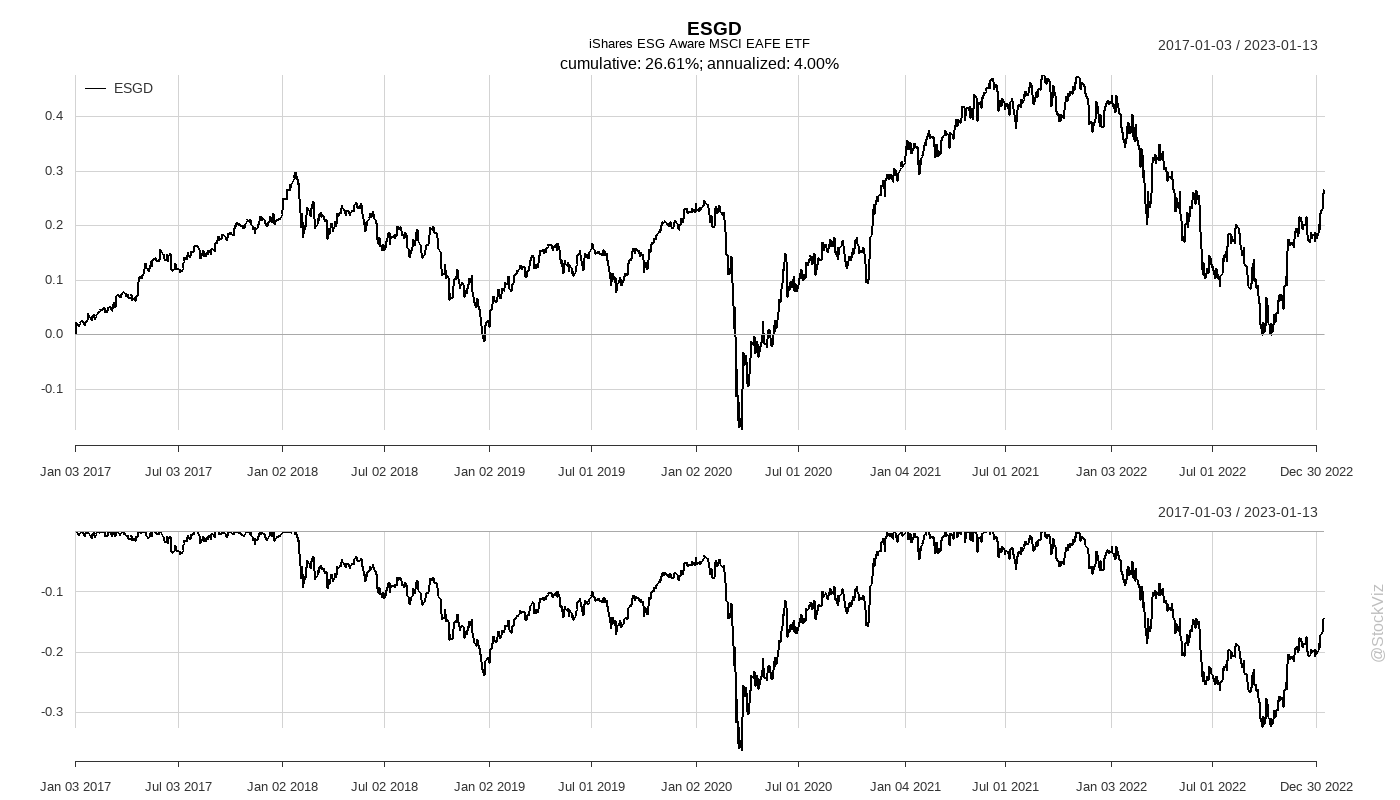 ESGD
iShares ESG Aware MSCI EAFE ETF
cumulative: 26.61%; annualized: 4.00%
2017-01-03 / 2023-01-13
ESGD
0.4
0.3
0.2
0.1
0.0
-0.1
Jan 03 2017 Jul 03 2017 Jan 02 2018 Jul 02 2018 Jan 02 2019 Jul 01 2019 Jan 02 2020 Jul 01 2020 Jan 04 2021 Jul 01 2021 Jan 03 2022 Jul 01 2022 Dec 30 2022
2017-01-03 / 2023-01-13
-0.1
-0.2
-0.3
Jan 03 2017 Jul 03 2017 Jan 02 2018 Jul 02 2018 Jan 02 2019 Jul 01 2019 Jan 02 2020 Jul 01 2020 Jan 04 2021 Jul 01 2021 Jan 03 2022 Jul 01 2022 Dec 30 2022
@StockViz